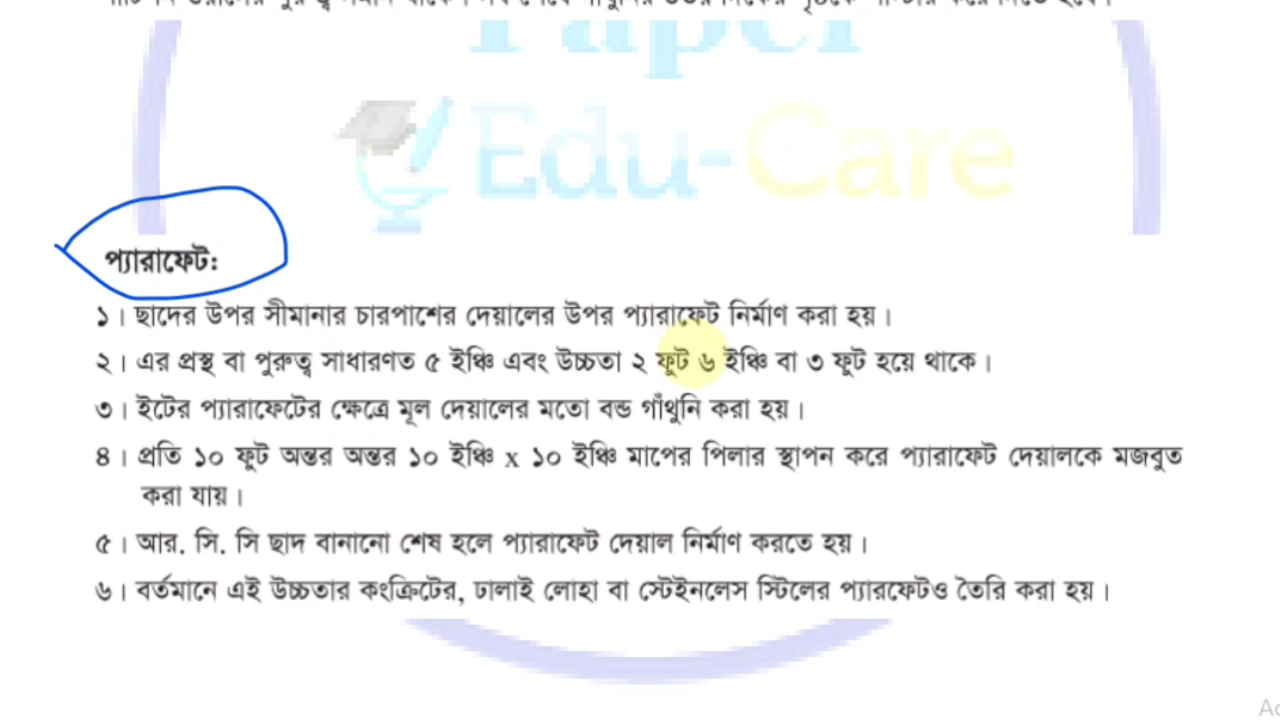 Paper
Edu-Care
প্যারাফেট:
১। ছাদের উপর সীমানার চারপাশের দেয়ালের উপর প্যারাফেট নির্মাণ করা হয়।
২। এর প্রস্থ বা পুরুত্ব সাধারণত ৫ ইঞ্চি এবং উচ্চতা ২ ফুট ৬ ইঞ্চি বা ৩ ফুট হয়ে থাকে।
৩। ইটের প্যারাফেটের ক্ষেত্রে মূল দেয়ালের মতো বন্ড গাঁথুনি করা হয়।
৪। প্রতি ১০ ফুট অন্তর অন্তর ১০ ইঞ্চি x ১০ ইঞ্চি মাপের পিলার স্থাপন করে প্যারাফেট দেয়ালকে মজবুত
করা যায়।
৫। আর. সি. সি ছাদ বানানো শেষ হলে প্যারাফেট দেয়াল নির্মাণ করতে হয়।
৬। বর্তমানে এই উচ্চতার কংক্রিটের, ঢালাই লোহা বা স্টেইনলেস স্টিলের প্যারফেটও তৈরি করা হয়।